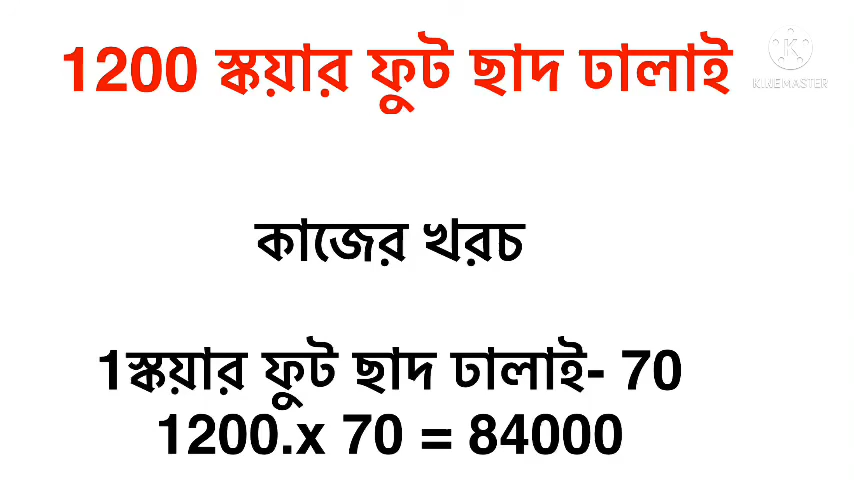 1200 স্কয়ার ফুট ছাদ ঢালাই
KINEMASTER
কাজের খরচ
1স্কয়ার ফুট ছাদ ঢালাই- 70
1200.x 70 = 84000